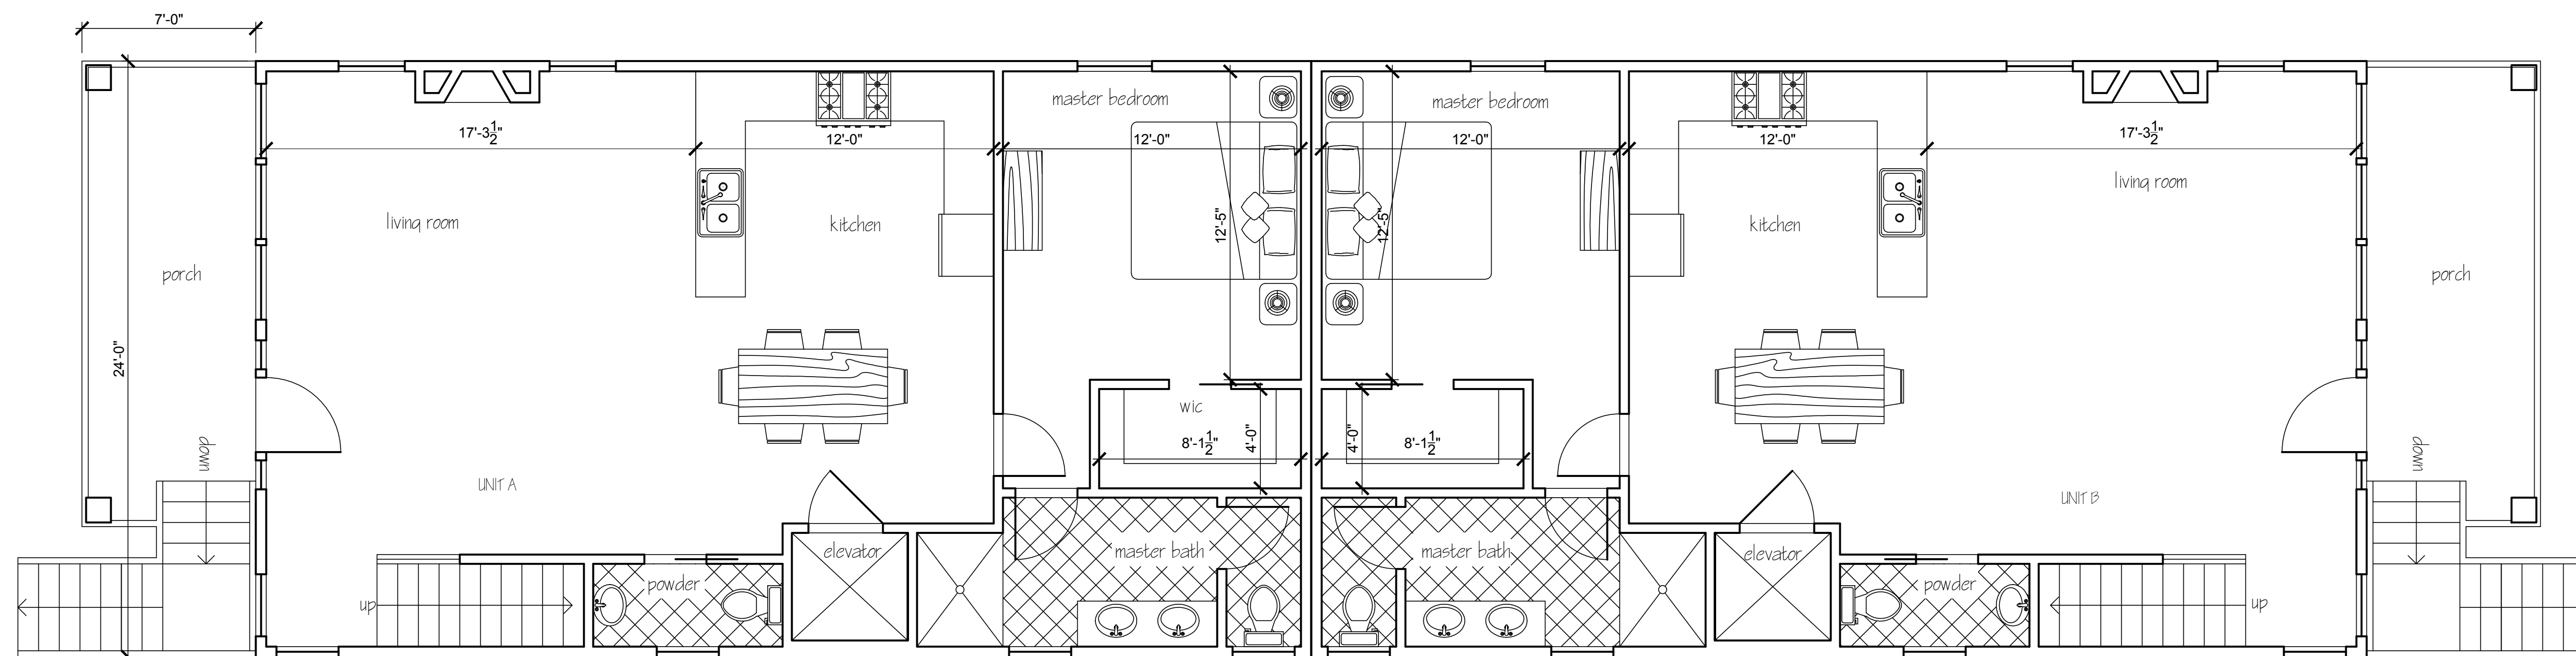 7'-0"
master bedroom
master bedroom
17'-3 1/2"
12'-0"
12'-0"
12'-0"
12'-0"
17'-3 1/2"
living room
living room
12'-5"
12'-5"
kitchen
kitchen
porch
porch
24'-0"
wic
8'-1 1/2"
4'-0"
4'-0"
8'-1 1/2"
down
down
UNIT A
UNIT B
elevator
master bath
master bath
elevator
powder
powder
up
up